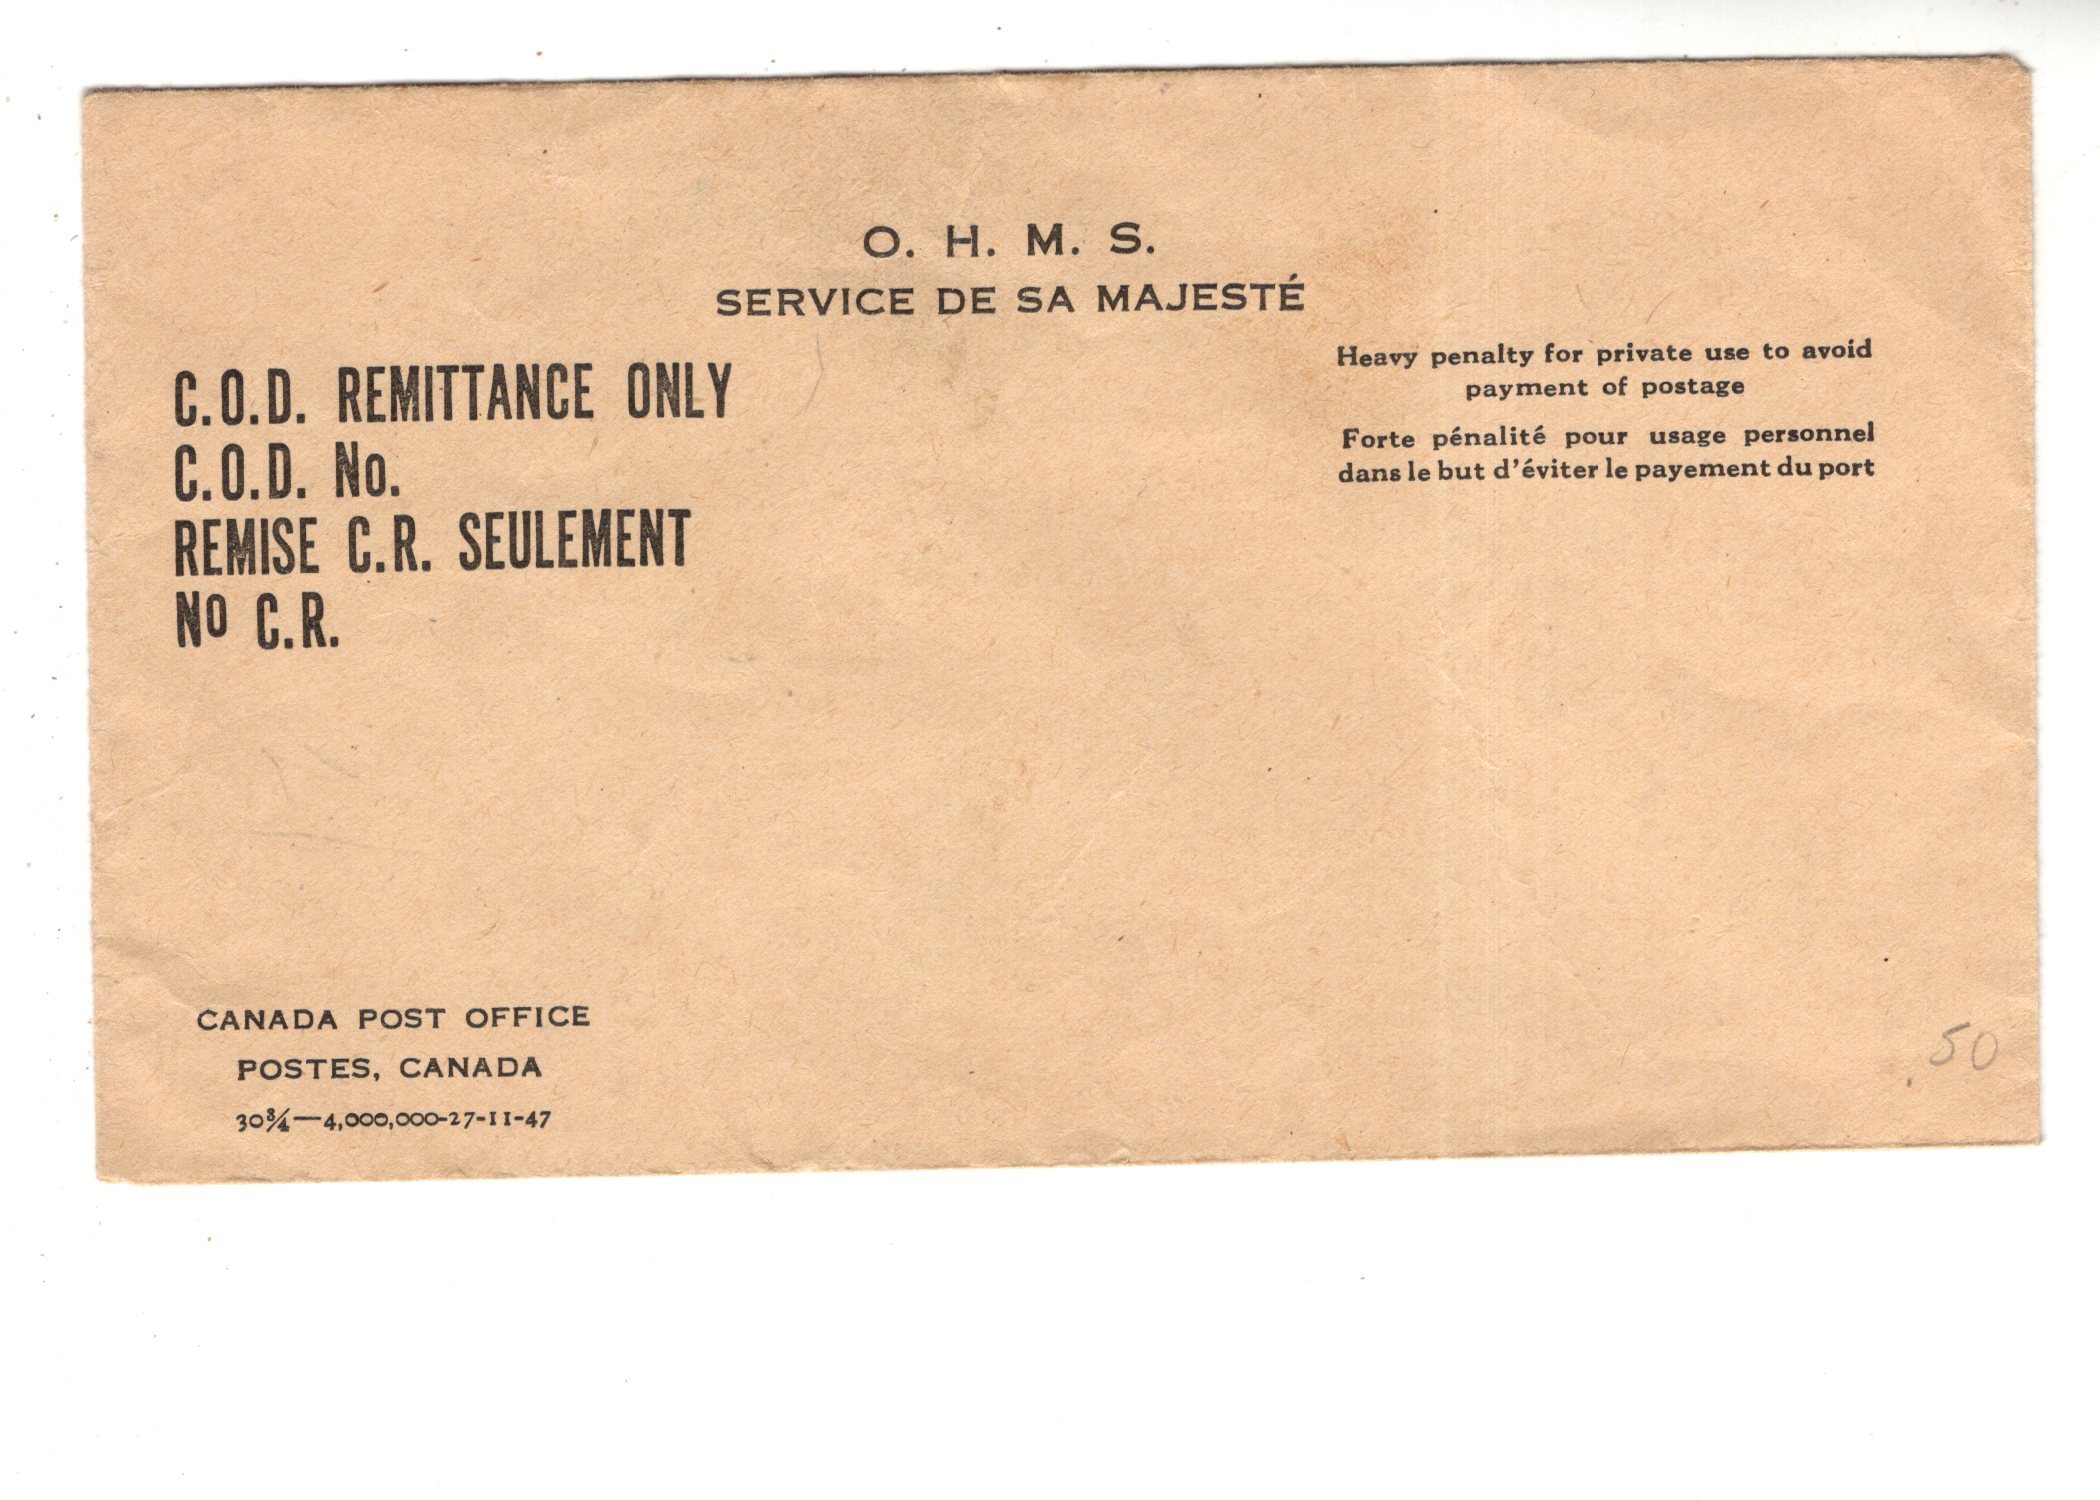 O. H. M. S.
SERVICE DE SA MAJESTÉ
Heavy penalty for private use to avoid
payment of postage
Forte pénalité pour usage personnel
dans le but d'éviter le payement du port
C.O.D. REMITTANCE ONLY
C.O.D. No.
REMISE C.R. SEULEMENT
No C.R.
CANADA POST OFFICE
POSTES, CANADA
30¾—4,000,000-27-11-47
.50